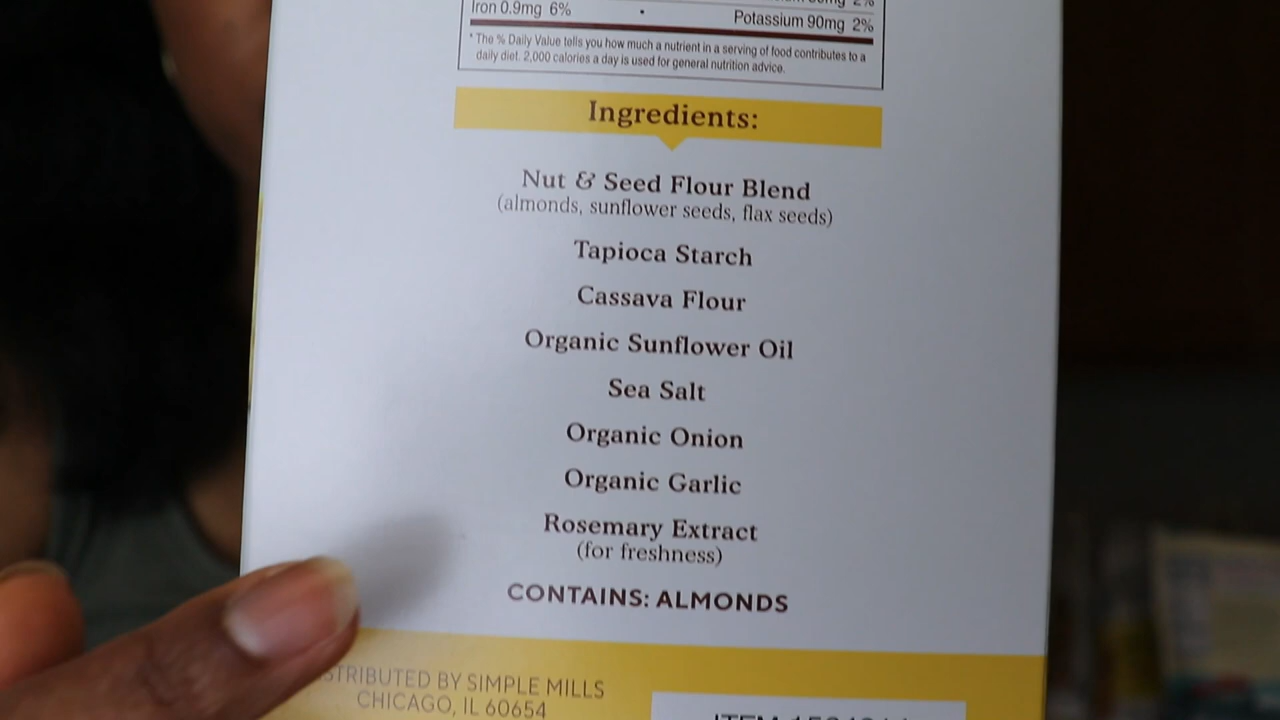 2%
Iron 0.9mg 6% • Potassium 90mg 2%
* The % Daily Value tells you how much a nutrient in a serving of food contributes to a
daily diet. 2,000 calories a day is used for general nutrition advice.
Ingredients:
Nut & Seed Flour Blend
(almonds, sunflower seeds, flax seeds)
Tapioca Starch
Cassava Flour
Organic Sunflower Oil
Sea Salt
Organic Onion
Organic Garlic
Rosemary Extract
(for freshness)
CONTAINS: ALMONDS
BY SIMPLE MILLS
CHICAGO, IL 60654
ITEM